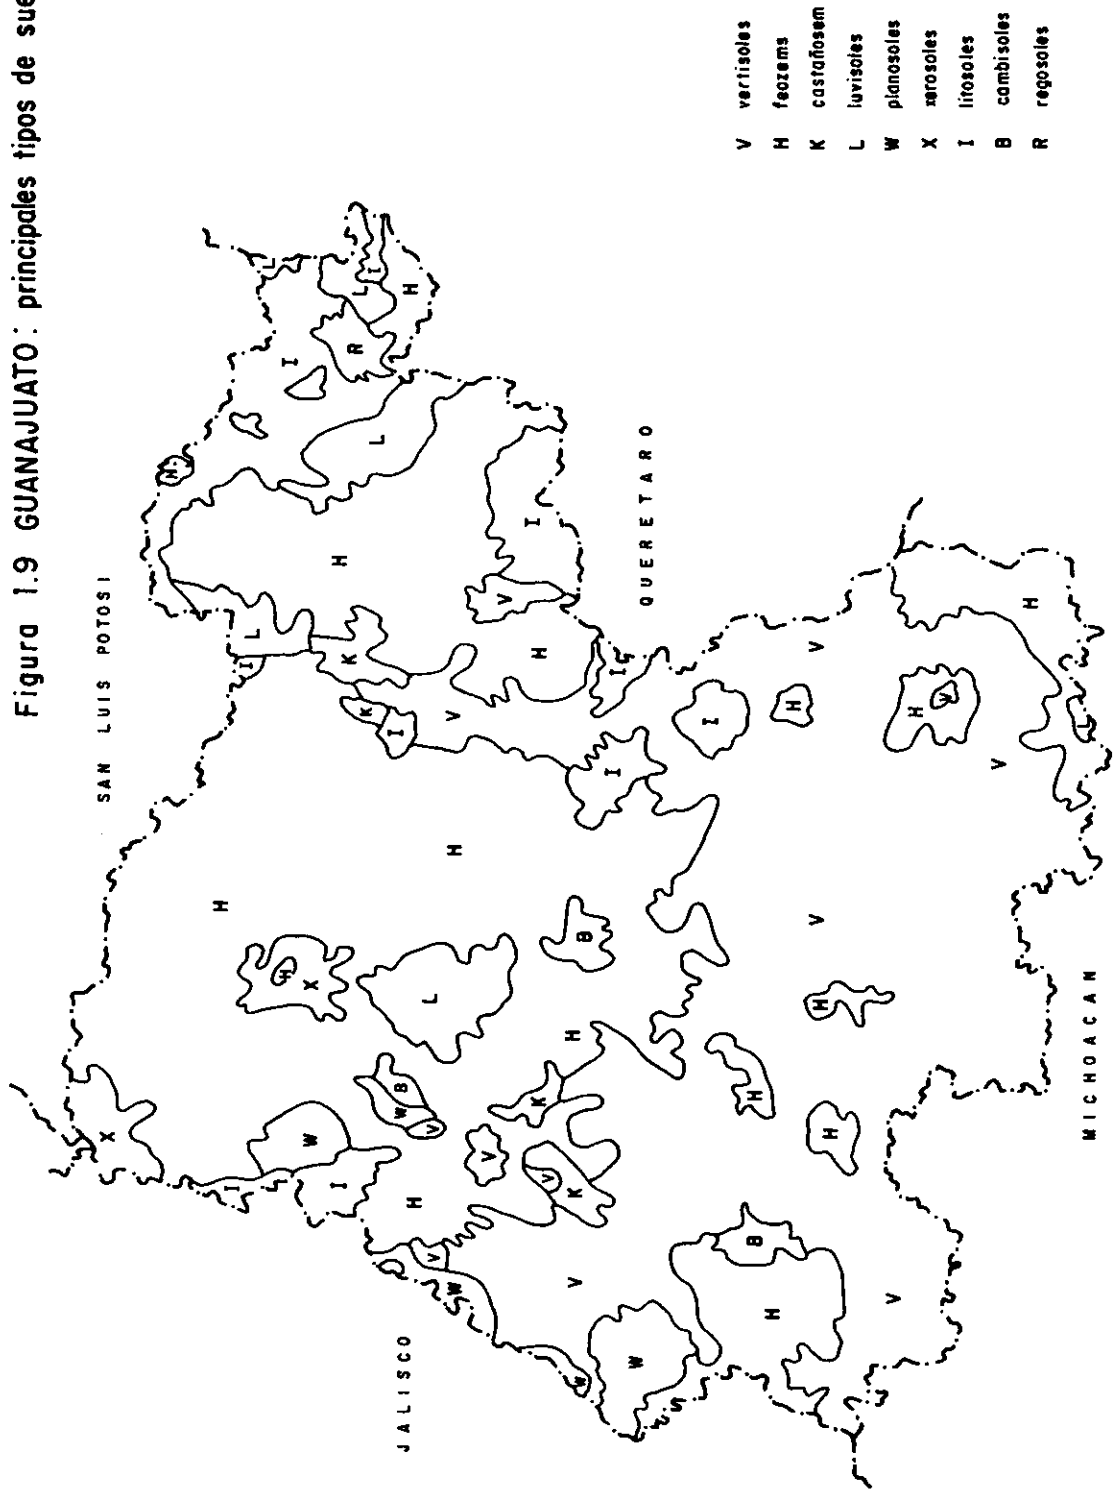 Figura 1.9 GUANAJUATO : principales tipos de sue
SAN LUIS POTOSI
X
H
I
I
L
L
I
H
I
X
W
H
I
K
R
L
K
I
L
I
W
B
JALISCO
H
H
L
V
V
V
H
W
V
V
I
K
H
V
H
K
V
W
B
I
I
W
QUERETARO
I
H
B
H
H
V
V
H
H
V
H
V
V
H
L
MICHOACAN
V vertisoles
H feozems
K castañosem
L luvisoles
W planosoles
X xerosoles
I litosoles
B cambisoles
R regosoles